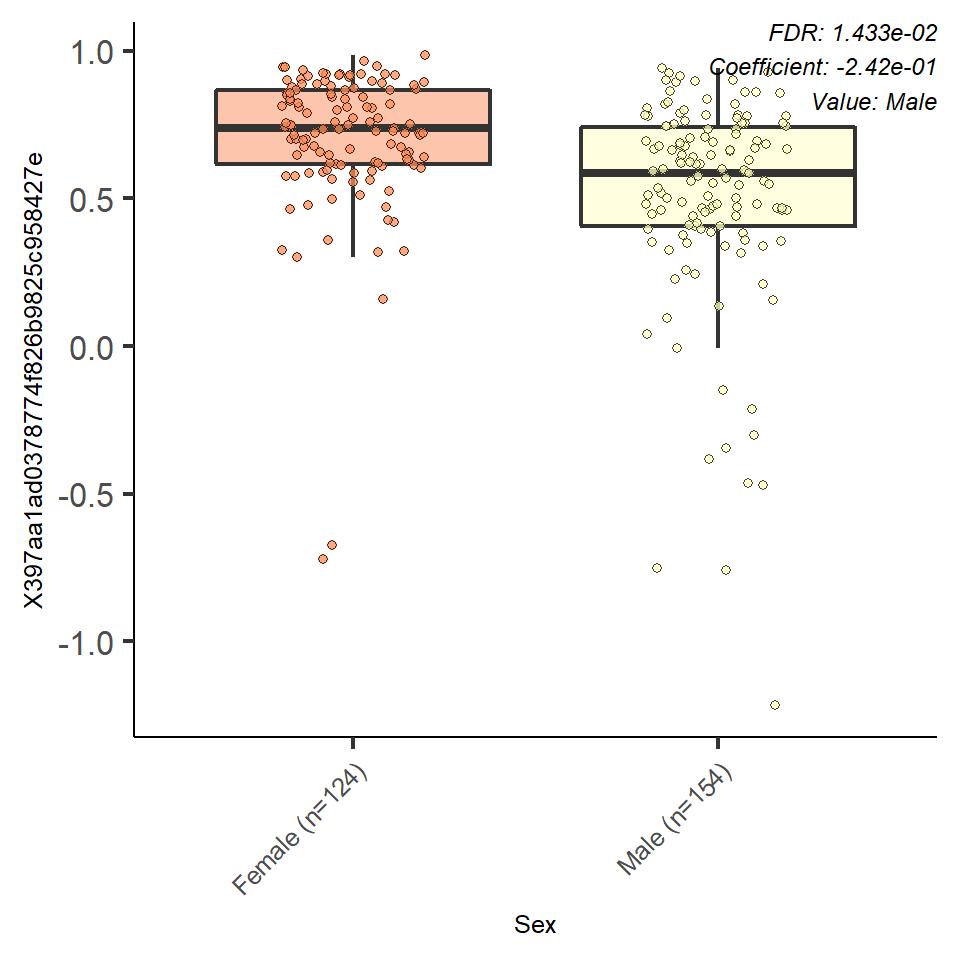 FDR: 1.433e-02
Coefficient: -2.42e-01
Value: Male
1.0
0.5
0.0
-0.5
-1.0
X397aa1ad0378774f826b9825c958427e
Female (n=124)
Male (n=154)
Sex